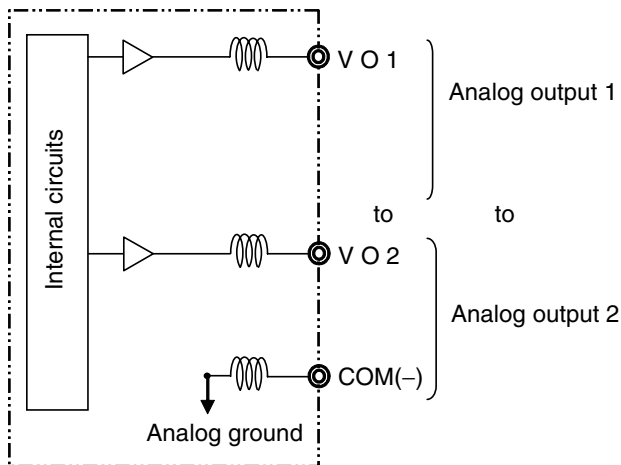 Internal circuits
V O 1
Analog output 1
to to
V O 2
Analog output 2
COM(−)
Analog ground